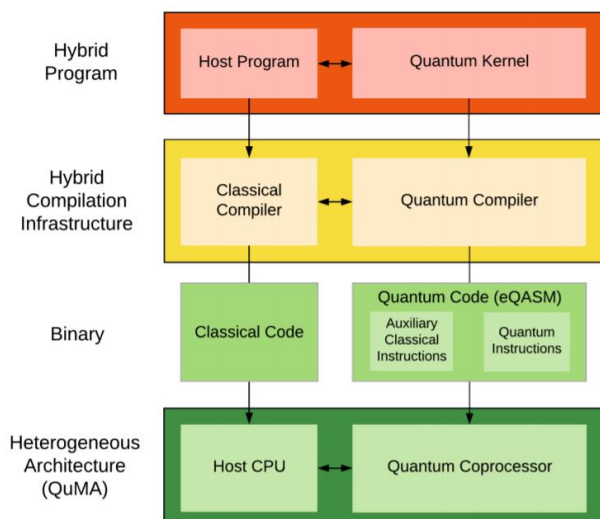 Hybrid
Program
Host Program
Quantum Kernel
Hybrid
Compilation
Infrastructure
Classical
Compiler
Quantum Compiler
Binary
Classical Code
Quantum Code (eQASM)
Auxiliary
Classical
Instructions
Quantum
Instructions
Heterogeneous
Architecture
(QuMA)
Host CPU
Quantum Coprocessor